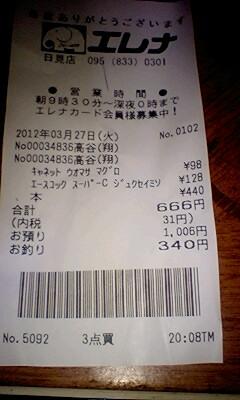 毎度ありがとうございます
エレナ
日見店 095(833)0301
● 営業時間 ●
朝9時30分~深夜0時まで
エレナカード会員様募集中!
2012年03月27日(火) No.0102
No00034836高谷(翔)
No00034836高谷(翔)
キャネット ウオマサ マグロ ¥98
エースコック スーパーC ジュクセイミソ ¥128
、本 ¥440
合計 666円
(内税 31円)
お預り 1,006円
お釣り 340円
No.5092 3点買 20:08TM